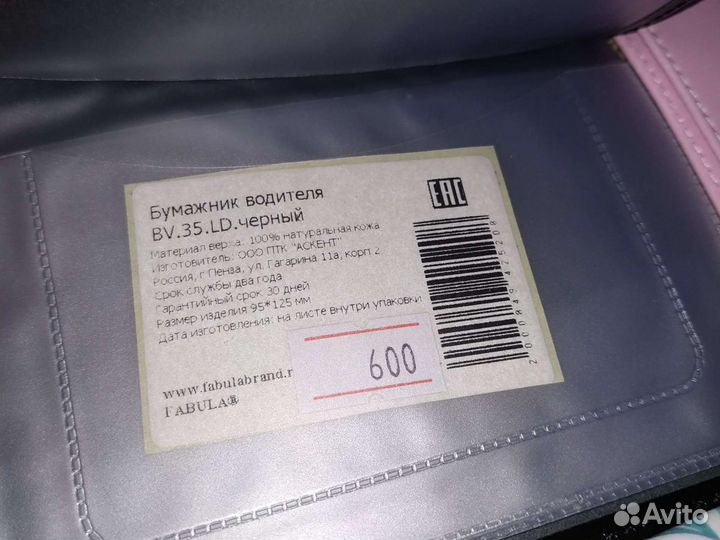 Бумажник водителя
BV.35.LD.черный
Материал верха: 100% натуральная кожа
Изготовитель: ООО ПТК "АСКЕНТ"
Россия, г Пенза, ул. Гагарина 11а, корп 2
Срок службы два года
Гарантийный срок: 30 дней
Размер изделия 95*125 мм
Дата изготовления: на листе внутри упаковки
www.fabulabrand.r
FABULA®
EAC
600
Avito